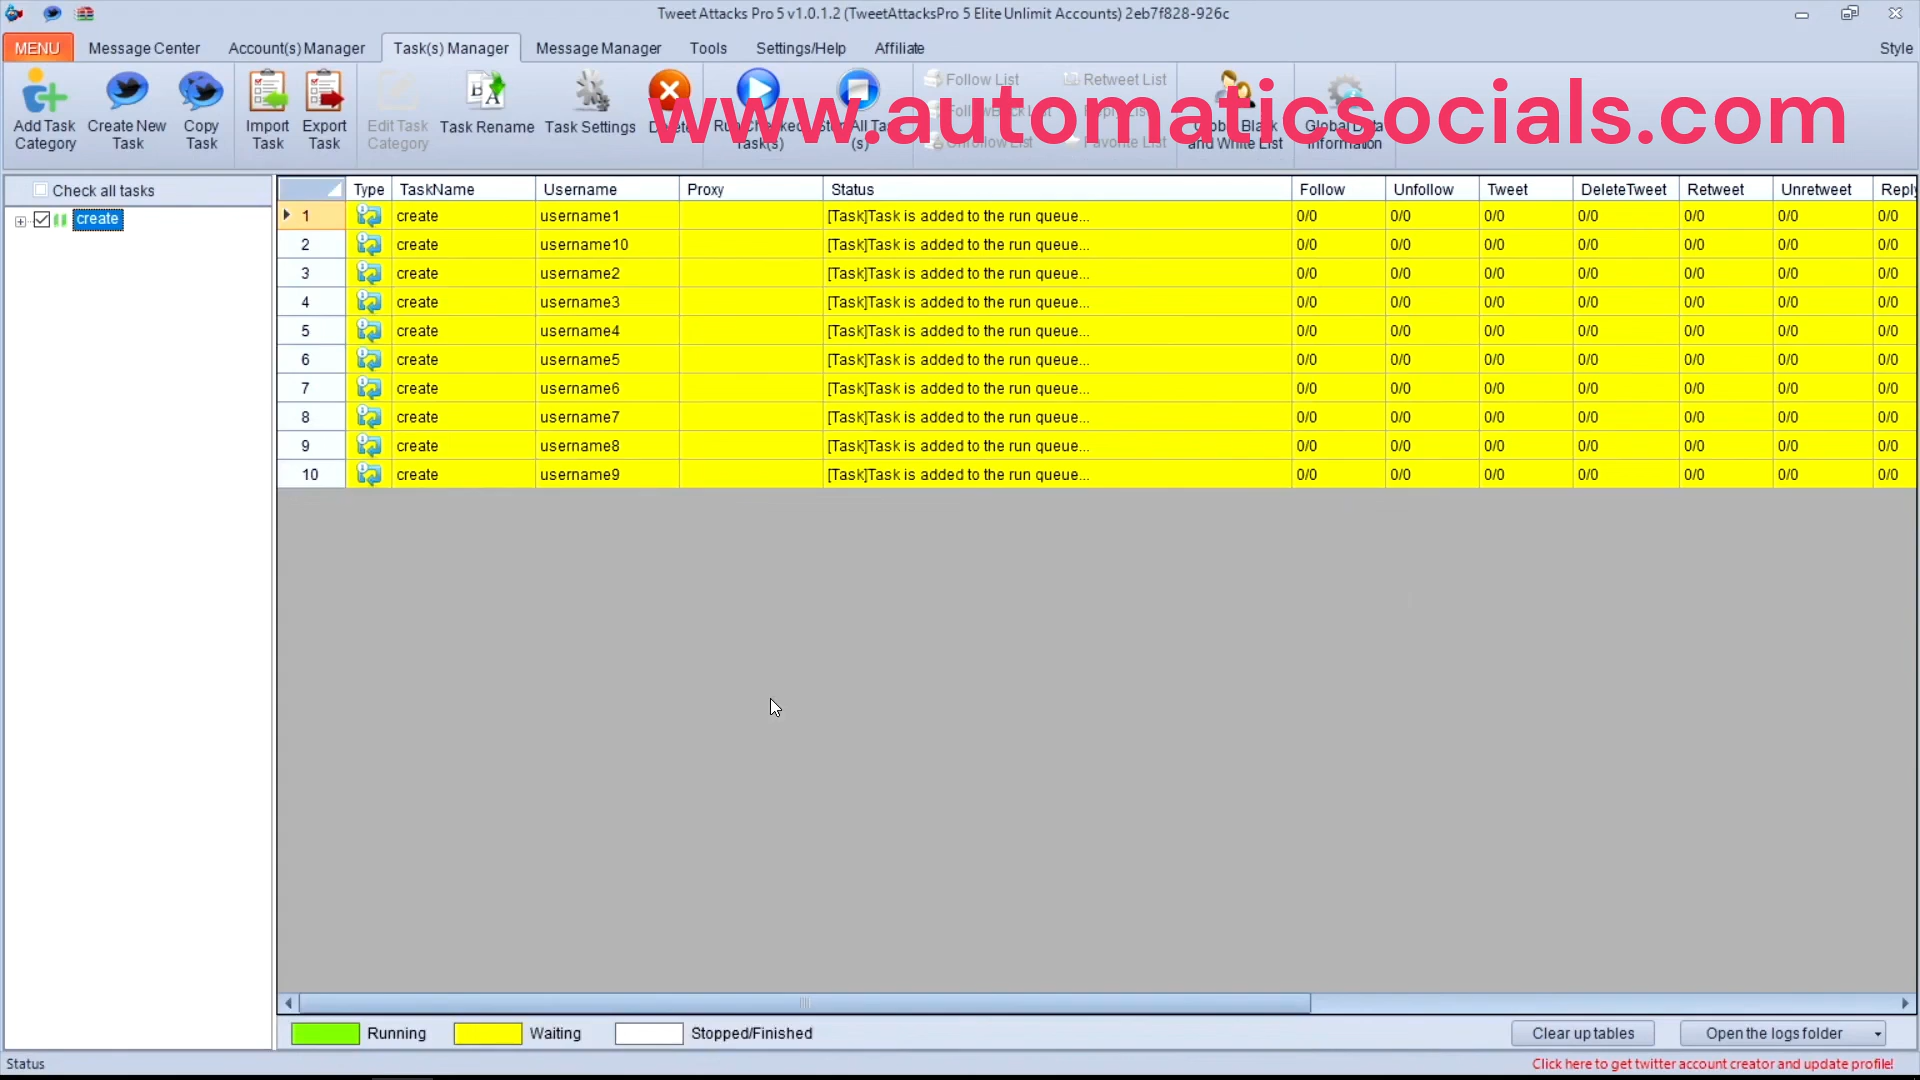 Tweet Attacks Pro 5 v1.0.1.2 (TweetAttacksPro 5 Elite Unlimit Accounts) 2eb7f828-926c
MENU Message Center Account(s) Manager Task(s) Manager Message Manager Tools Settings/Help Affiliate Style
www.automaticsocials.com
Follow List Retweet List
Add Task Category
Create New Task
Copy Task
Import Task
Export Task
Edit Task Category
Task Rename
Task Settings
Delete
Unfollow List Favorite List
and White List
Information
Check all tasks
create
Type TaskName Username Proxy Status Follow Unfollow Tweet DeleteTweet Retweet Unretweet Reply
1 create username1 [Task]Task is added to the run queue... 0/0 0/0 0/0 0/0 0/0 0/0 0/0
2 create username10 [Task]Task is added to the run queue... 0/0 0/0 0/0 0/0 0/0 0/0 0/0
3 create username2 [Task]Task is added to the run queue... 0/0 0/0 0/0 0/0 0/0 0/0 0/0
4 create username3 [Task]Task is added to the run queue... 0/0 0/0 0/0 0/0 0/0 0/0 0/0
5 create username4 [Task]Task is added to the run queue... 0/0 0/0 0/0 0/0 0/0 0/0 0/0
6 create username5 [Task]Task is added to the run queue... 0/0 0/0 0/0 0/0 0/0 0/0 0/0
7 create username6 [Task]Task is added to the run queue... 0/0 0/0 0/0 0/0 0/0 0/0 0/0
8 create username7 [Task]Task is added to the run queue... 0/0 0/0 0/0 0/0 0/0 0/0 0/0
9 create username8 [Task]Task is added to the run queue... 0/0 0/0 0/0 0/0 0/0 0/0 0/0
10 create username9 [Task]Task is added to the run queue... 0/0 0/0 0/0 0/0 0/0 0/0 0/0
Running Waiting Stopped/Finished Clear up tables Open the logs folder
Status Click here to get twitter account creator and update profile!